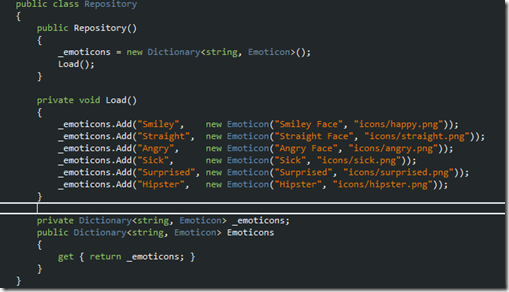 public class Repository
{
    public Repository()
    {
        _emoticons = new Dictionary<string, Emoticon>();
        Load();
    }

    private void Load()
    {
        _emoticons.Add("Smiley",    new Emoticon("Smiley Face", "icons/happy.png"));
        _emoticons.Add("Straight",  new Emoticon("Straight Face", "icons/straight.png"));
        _emoticons.Add("Angry",     new Emoticon("Angry Face", "icons/angry.png"));
        _emoticons.Add("Sick",      new Emoticon("Sick", "icons/sick.png"));
        _emoticons.Add("Surprised", new Emoticon("Surprised", "icons/surprised.png"));
        _emoticons.Add("Hipster",   new Emoticon("Hipster", "icons/hipster.png"));
    }

    private Dictionary<string, Emoticon> _emoticons;
    public Dictionary<string, Emoticon> Emoticons
    {
        get { return _emoticons; }
    }
}